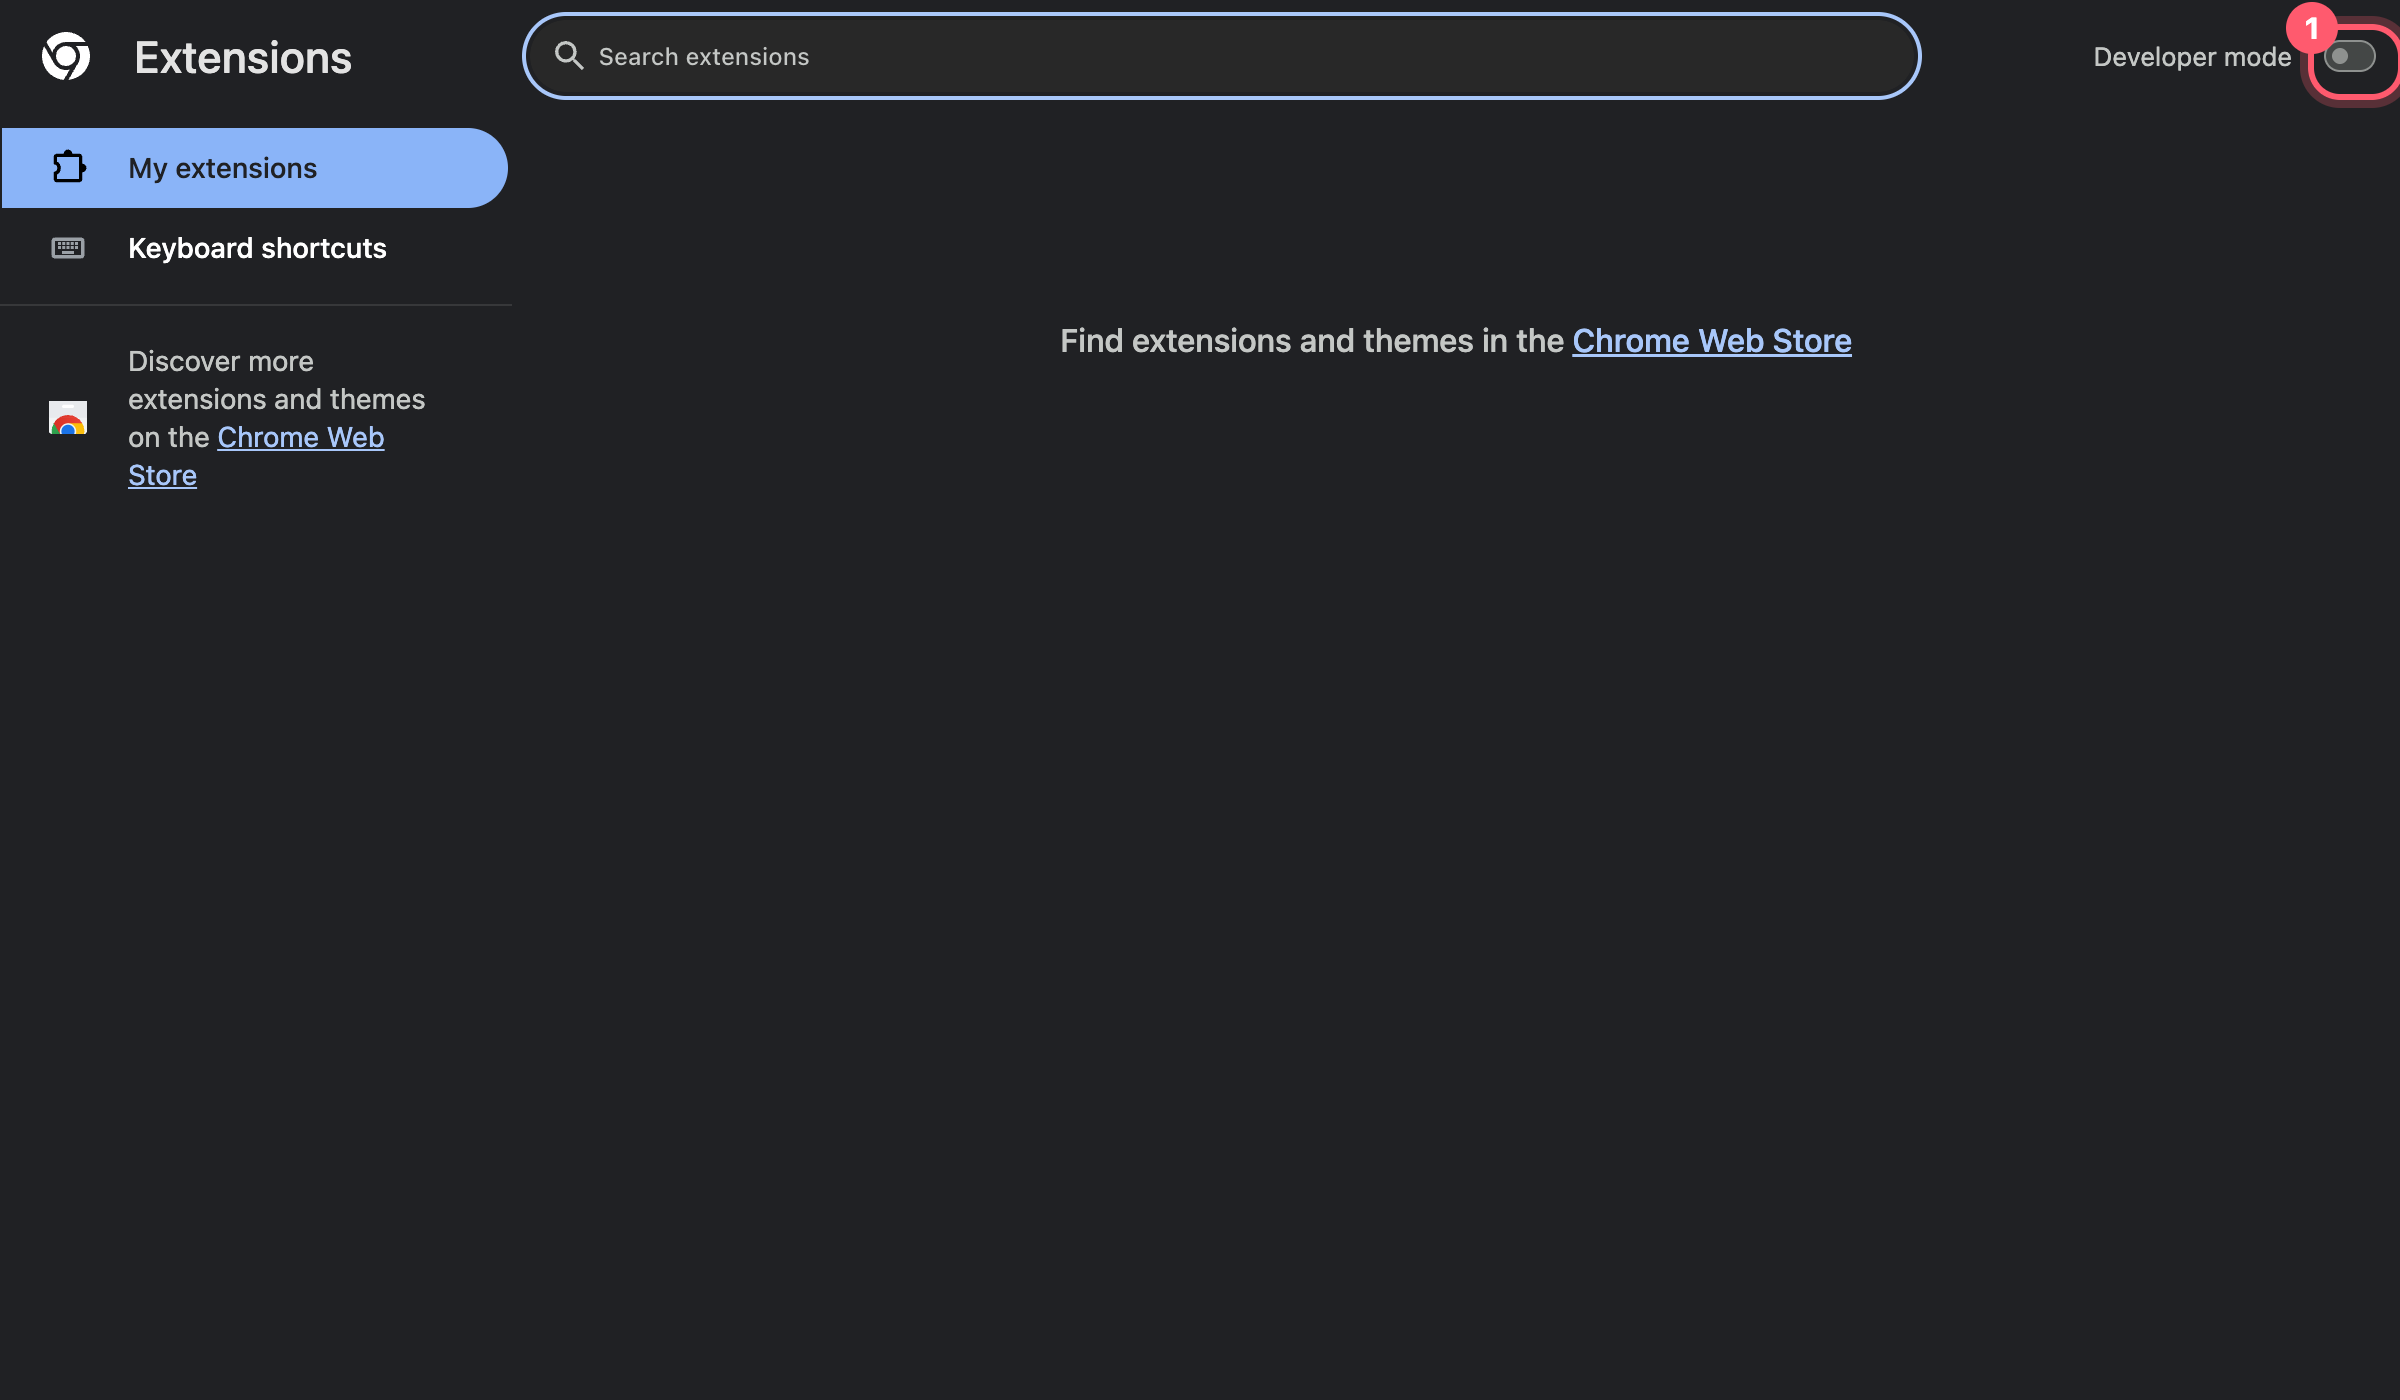 Extensions
Search extensions
Developer mode
1
My extensions
Keyboard shortcuts
Discover more
extensions and themes
on the Chrome Web
Store
Find extensions and themes in the Chrome Web Store